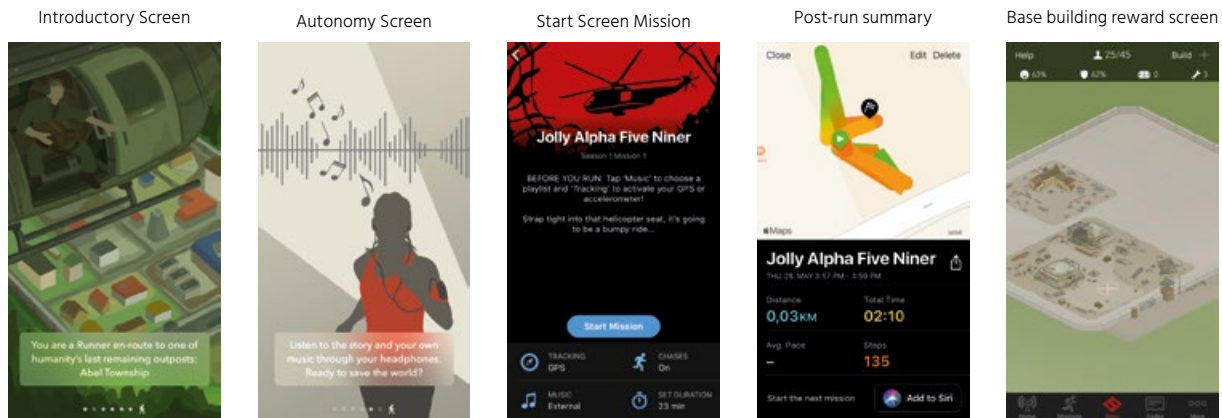 Introductory Screen
Autonomy Screen
Start Screen Mission
Post-run summary
Base building reward screen
You are a Runner en-route to one of
humanity's last remaining outposts:
Abel Township
Listen to the story and your own
music through your headphones.
Ready to save the world?
Jolly Alpha Five Niner
Season 1 Mission 1
BEFORE YOU RUN: Tap 'Music' to choose a
playlist and 'Tracking' to activate your GPS or
accelerometer!
Strap tight into that helicopter seat, it's going
to be a bumpy ride...
Start Mission
TRACKING
GPS
CHASES
On
MUSIC
External
SET DURATION
23 min
Close
Edit Delete
Maps
Jolly Alpha Five Niner
THU 28. MAY 3:57 PM - 3:59 PM
Distance
0,03KM
Total Time
02:10
Avg. Pace
–
Steps
135
Start the next mission
Add to Siri
Help
25/45
Build +
63%
62%
0
3
Home
Missions
Base
More